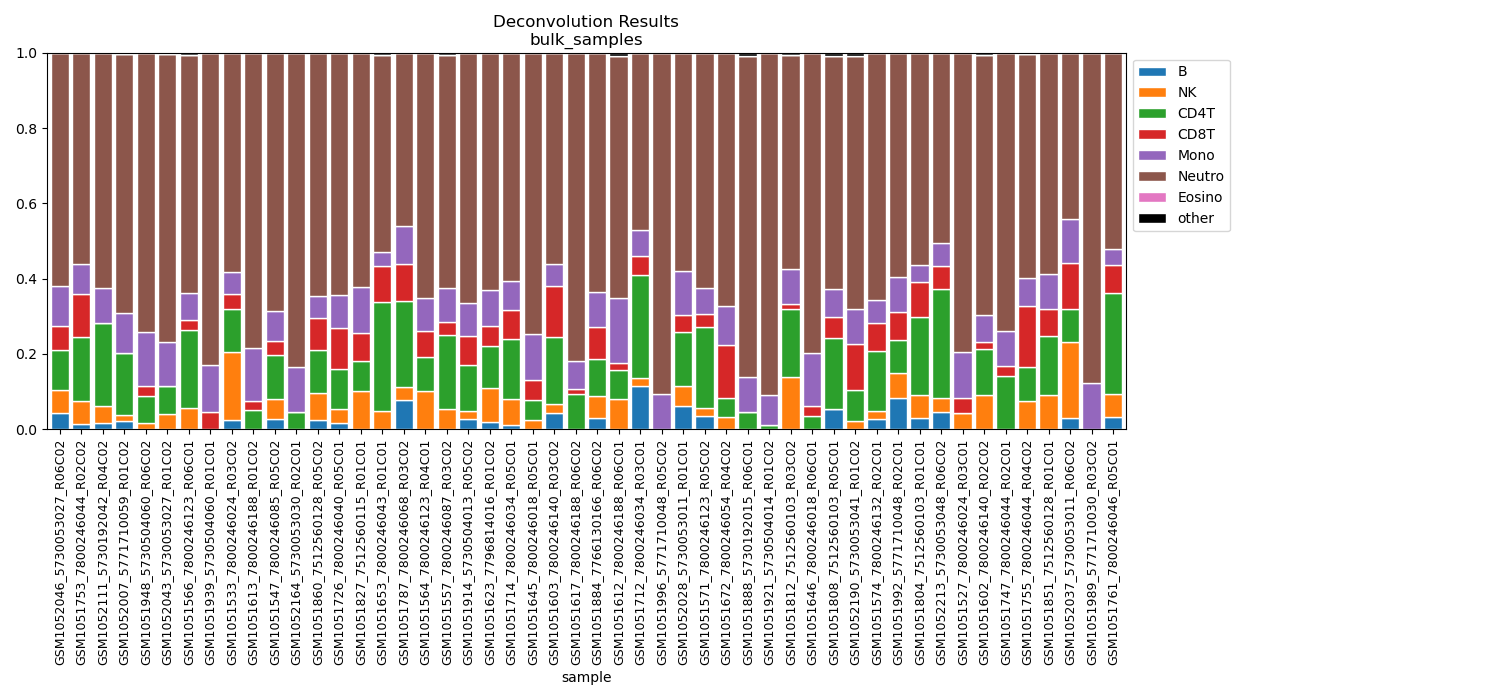 Deconvolution Results
bulk_samples
1.0
0.8
0.6
0.4
0.2
0.0
B
NK
CD4T
CD8T
Mono
Neutro
Eosino
other
GSM1052046_5730053027_R06C02
GSM1051753_7800246044_R02C02
GSM1052111_5730192042_R04C02
GSM1052007_5771710059_R01C02
GSM1051948_5730504060_R06C02
GSM1052043_5730053027_R01C02
GSM1051566_7800246123_R06C01
GSM1051939_5730504060_R01C01
GSM1051533_7800246024_R03C02
GSM1051613_7800246188_R01C02
GSM1051547_7800246085_R05C02
GSM1052164_5730053030_R02C01
GSM1051860_7512560128_R05C02
GSM1051726_7800246040_R05C01
GSM1051827_7512560115_R01C01
GSM1051653_7800246043_R01C01
GSM1051787_7800246068_R03C02
GSM1051564_7800246123_R04C01
GSM1051557_7800246087_R03C02
GSM1051914_5730504013_R05C02
GSM1051623_7796814016_R01C02
GSM1051714_7800246034_R05C01
GSM1051645_7800246018_R05C01
GSM1051603_7800246140_R03C02
GSM1051617_7800246188_R06C02
GSM1051884_7766130166_R06C02
GSM1051612_7800246188_R06C01
GSM1051712_7800246034_R03C01
GSM1051996_5771710048_R05C02
GSM1052028_5730053011_R01C01
GSM1051571_7800246123_R05C02
GSM1051672_7800246054_R04C02
GSM1051888_5730192015_R06C01
GSM1051921_5730504014_R01C02
GSM1051812_7512560103_R03C02
GSM1051646_7800246018_R06C01
GSM1051808_7512560103_R05C01
GSM1052190_5730053041_R01C02
GSM1051574_7800246132_R02C01
GSM1051992_5771710048_R02C01
GSM1051804_7512560103_R01C01
GSM1052213_5730053048_R06C02
GSM1051527_7800246024_R03C01
GSM1051602_7800246140_R02C02
GSM1051747_7800246044_R02C01
GSM1051755_7800246044_R04C02
GSM1051851_7512560128_R01C01
GSM1052037_5730053011_R06C02
GSM1051989_5771710030_R03C02
GSM1051761_7800246046_R05C01
sample